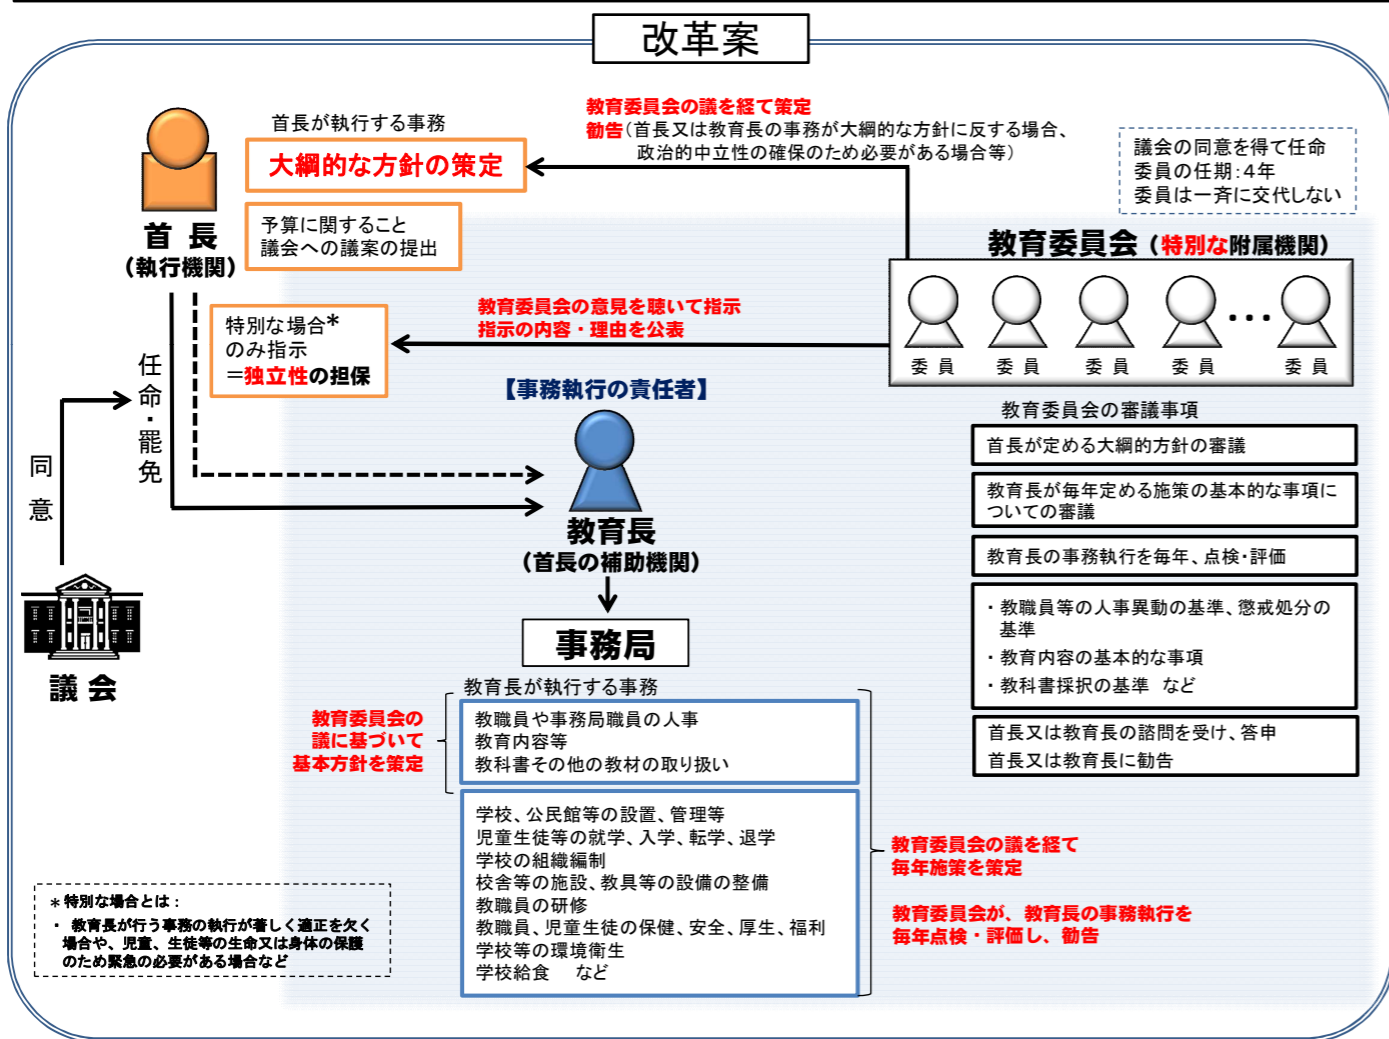 改革案
教育委員会の議を経て策定
勧告(首長又は教育長の事務が大綱的な方針に反する場合、
政治的中立性の確保のため必要がある場合等)
首長が執行する事務
大綱的な方針の策定
予算に関すること
議会への議案の提出
首長
(執行機関)
議会の同意を得て任命
委員の任期:4年
委員は一斉に交代しない
教育委員会(特別な附属機関)
委員 委員 委員 委員 ・・・ 委員
教育委員会の意見を聴いて指示
指示の内容・理由を公表
特別な場合*
のみ指示
=独立性の担保
任命・罷免
同意
議会
【事務執行の責任者】
教育長
(首長の補助機関)
事務局
教育委員会の審議事項
首長が定める大綱的方針の審議
教育長が毎年定める施策の基本的な事項に
ついての審議
教育長の事務執行を毎年、点検・評価
・教職員等の人事異動の基準、懲戒処分の
基準
・教育内容の基本的な事項
・教科書採択の基準 など
首長又は教育長の諮問を受け、答申
首長又は教育長に勧告
教育長が執行する事務
教育委員会の
議に基づいて
基本方針を策定
教職員や事務局職員の人事
教育内容等
教科書その他の教材の取り扱い
学校、公民館等の設置、管理等
児童生徒等の就学、入学、転学、退学
学校の組織編制
校舎等の施設、教具等の設備の整備
教職員の研修
教職員、児童生徒の保健、安全、厚生、福利
学校等の環境衛生
学校給食 など
教育委員会の議を経て
毎年施策を策定
教育委員会が、教育長の事務執行を
毎年点検・評価し、勧告
*特別な場合とは:
・ 教育長が行う事務の執行が著しく適正を欠く
場合や、児童、生徒等の生命又は身体の保護
のため緊急の必要がある場合など